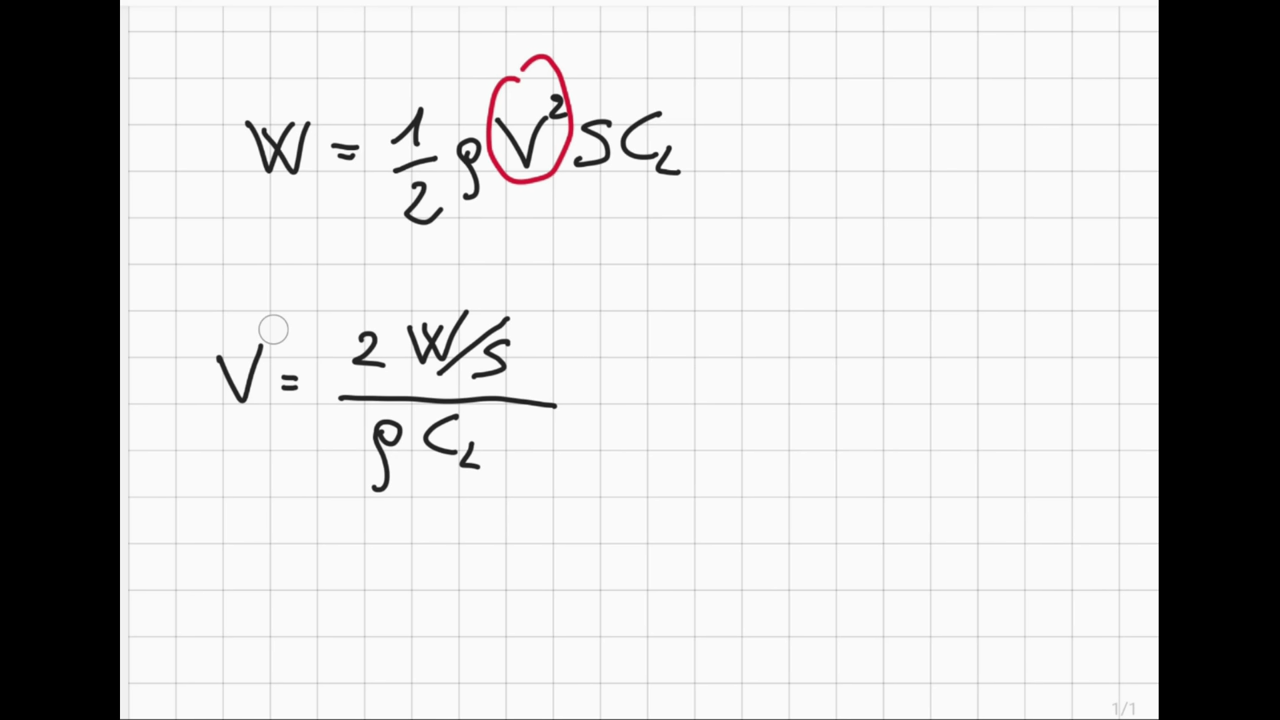 W = 1/2 ρ V² S C_L
V = 2 W/S / ρ C_L
1/1